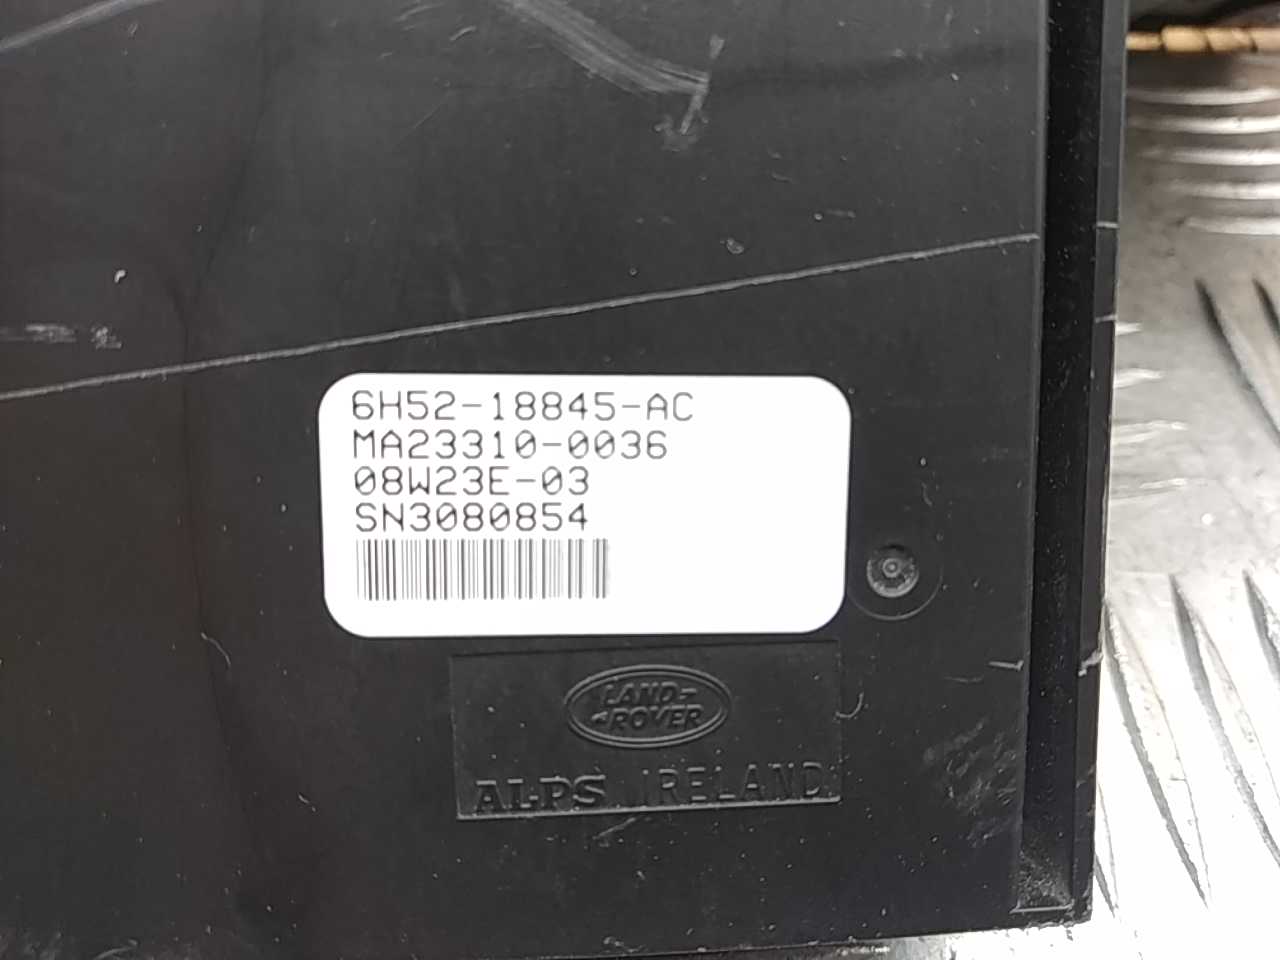 6H52-18845-AC
MA23310-0036
08W23E-03
SN3080854
LAND-
ROVER
ALPS IRELAND